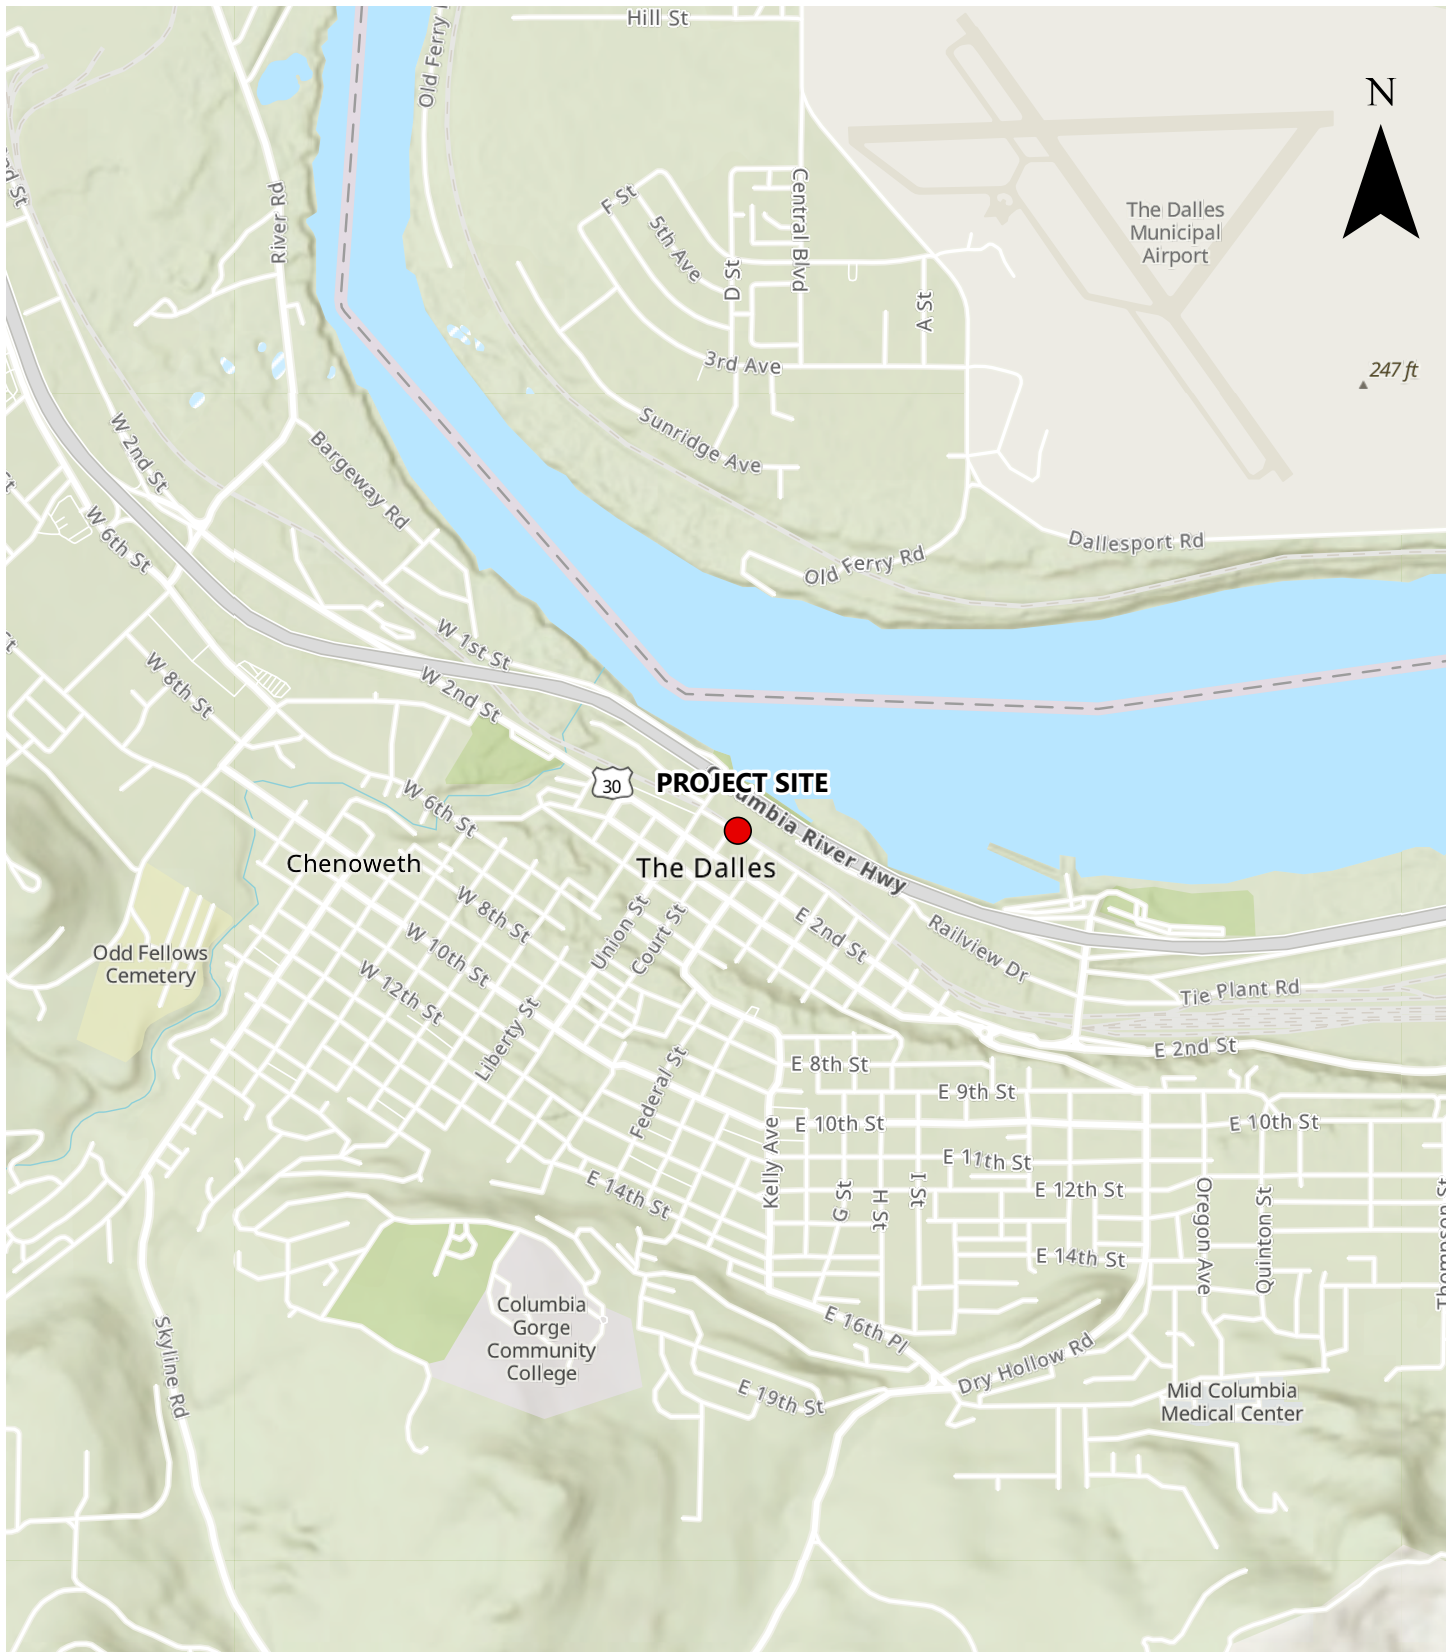 Hill St
Old Ferry
N
nd St
River Rd
F St
5th Ave
Central Blvd
D St
A St
The Dalles
Municipal
Airport
3rd Ave
247 ft
W 2nd St
Bargeway Rd
Sunridge Ave
W 6th St
Old Ferry Rd
Dallesport Rd
W 1st St
W 8th St
W 2nd St
30
PROJECT SITE
W 6th St
umbia River Hwy
Chenoweth
The Dalles
W 8th St
Union St
Court St
E 2nd St
Railview Dr
Odd Fellows
Cemetery
W 10th St
W 12th St
Tie Plant Rd
Liberty St
E 2nd St
Federal St
E 8th St
E 9th St
E 10th St
E 10th St
Kelly Ave
E 11th St
E 12th St
E 14th St
G St
H St
I St
Oregon Ave
Quinton St
Thompson St
E 14th St
Columbia
Gorge
Community
College
E 16th Pl
Dry Hollow Rd
Skyline Rd
E 19th St
Mid Columbia
Medical Center